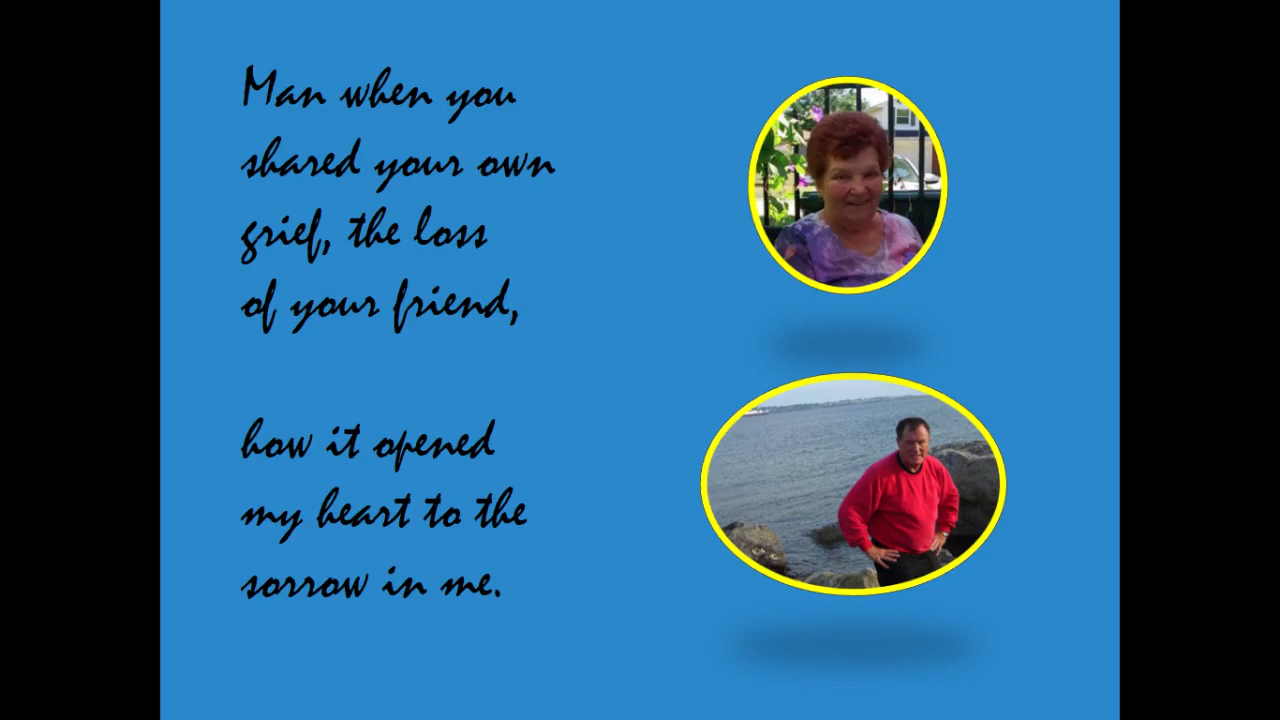 Man when you
shared your own
grief, the loss
of your friend,
how it opened
my heart to the
sorrow in me.